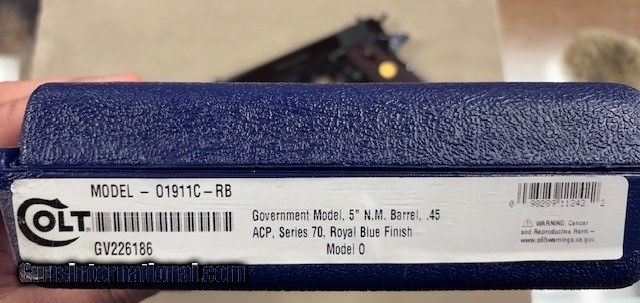 MODEL - 01911C-RB
COLT
GV226186
Government Model, 5" N.M. Barrel, .45
ACP, Series 70, Royal Blue Finish
Model O
0 98289 11242 2
⚠ WARNING: Cancer
and Reproductive Harm -
www.p65warnings.ca.gov
Gunsinternational.com